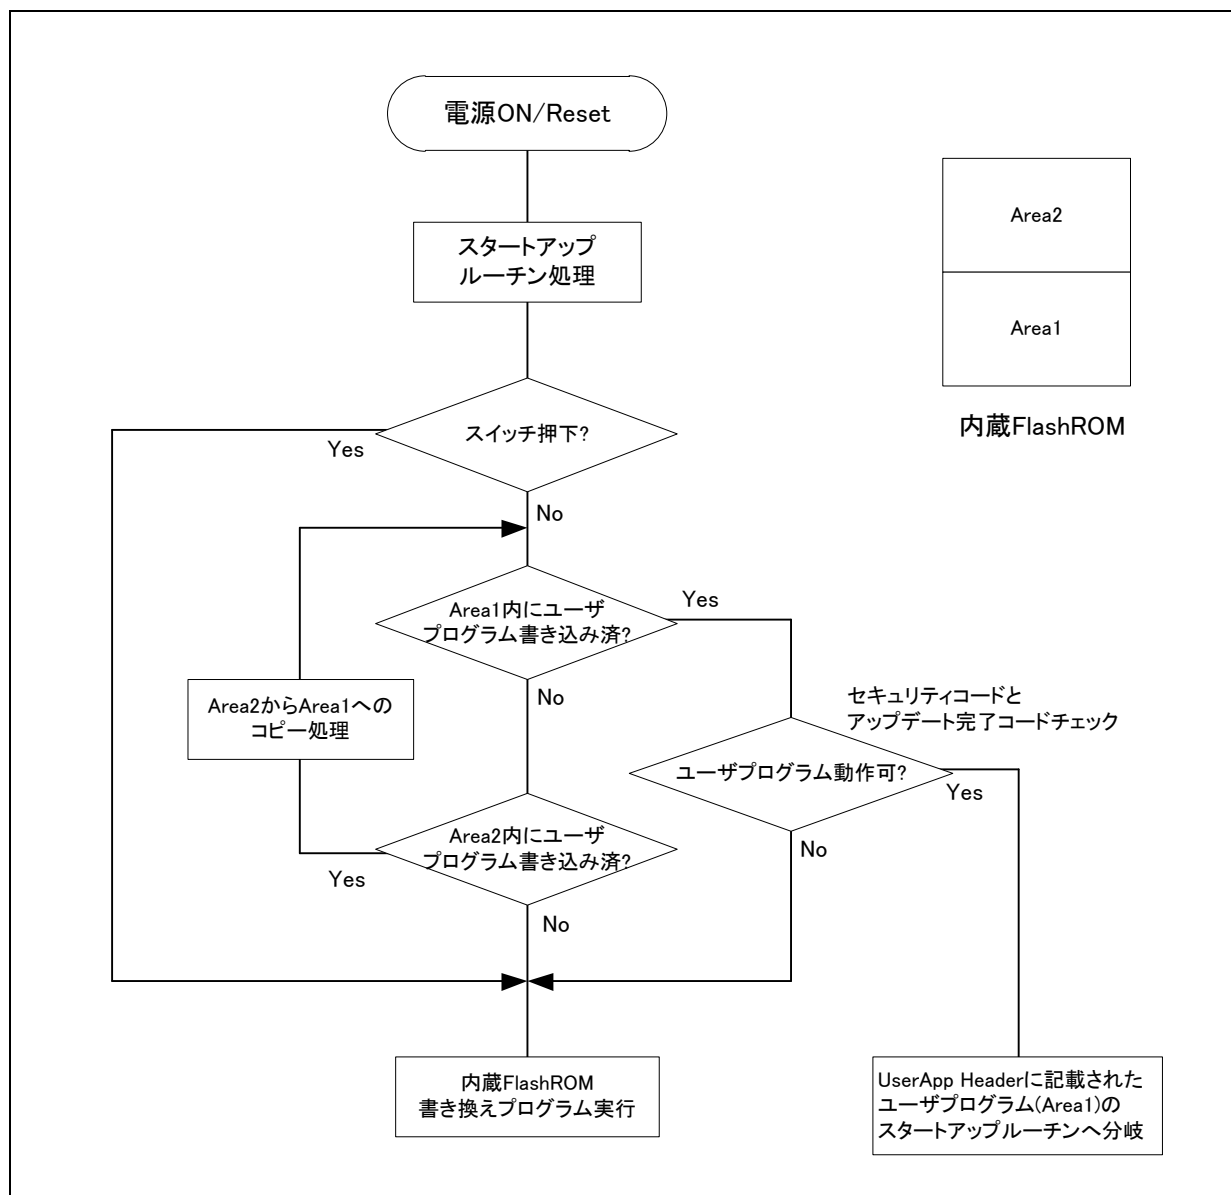 電源ON/Reset
スタートアップ
ルーチン処理
Area2
Area1
内蔵FlashROM
スイッチ押下?
Yes
No
Area1内にユーザ
プログラム書き込み済?
Yes
No
Area2からArea1への
コピー処理
セキュリティコードと
アップデート完了コードチェック
ユーザプログラム動作可?
Yes
No
Area2内にユーザ
プログラム書き込み済?
Yes
No
内蔵FlashROM
書き換えプログラム実行
UserApp Headerに記載された
ユーザプログラム(Area1)の
スタートアップルーチンへ分岐